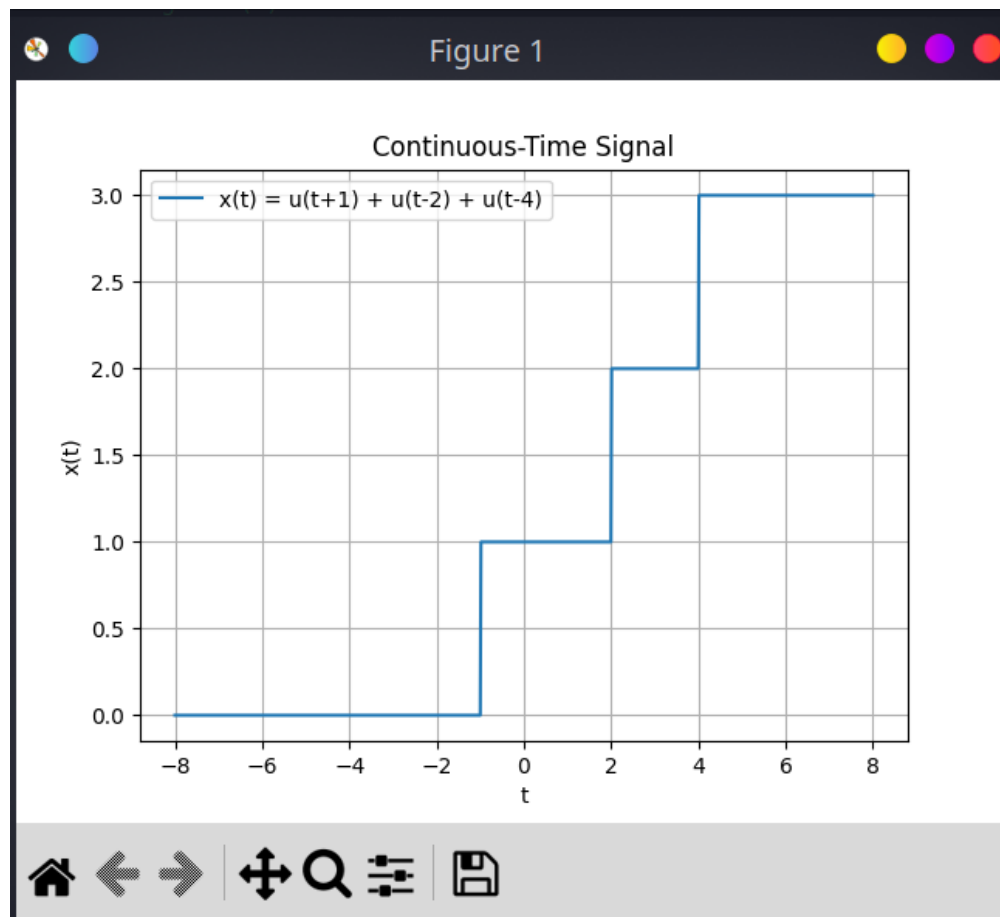 Figure 1
Continuous-Time Signal
x(t) = u(t+1) + u(t-2) + u(t-4)
3.0
2.5
2.0
1.5
1.0
0.5
0.0
x(t)
−8 −6 −4 −2 0 2 4 6 8
t